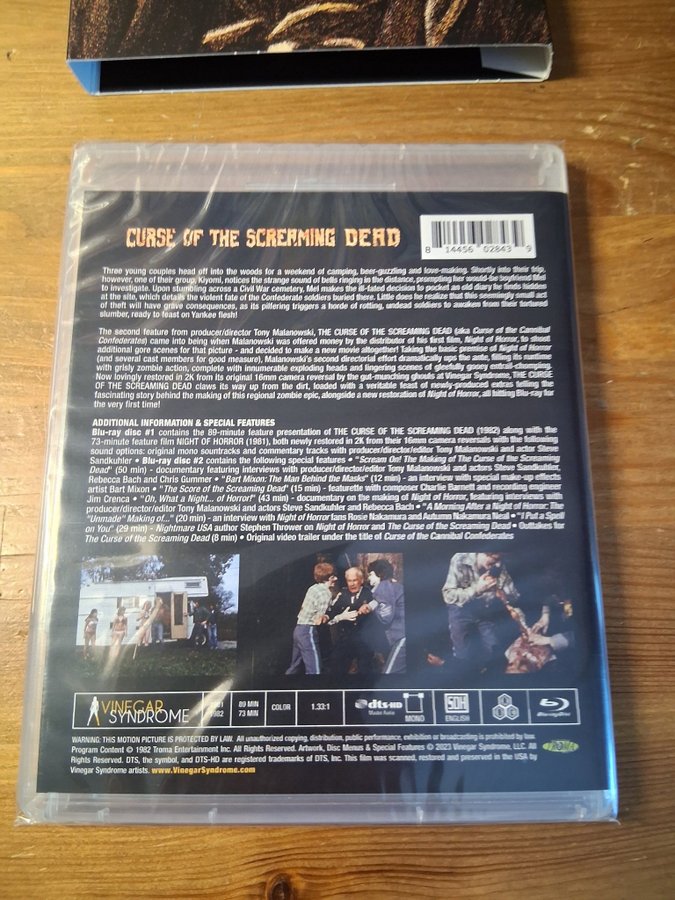 CURSE OF THE SCREAMING DEAD
8 14456 02843 9
Three young couples head off into the woods for a weekend of camping, beer-guzzling and love-making. Shortly into their trip,
however, one of their group, Kiyomi, notices the strange sound of bells ringing in the distance, prompting her would-be boyfriend Mel
to investigate. Upon stumbling across a Civil War cemetery, Mel makes the ill-fated decision to pocket an old diary he finds hidden
at the site, which details the violent fate of the Confederate soldiers buried there. Little does he realize that this seemingly small act
of theft will have grave consequences, as its pilfering triggers a horde of rotting, undead soldiers to awaken from their tortured
slumber, ready to feast on Yankee flesh!
The second feature from producer/director Tony Malanowski, THE CURSE OF THE SCREAMING DEAD (aka Curse of the Cannibal
Confederates) came into being when Malanowski was offered money by the distributor of his first film, Night of Horror, to shoot
additional gore scenes for that picture - and decided to make a new movie altogether! Taking the basic premise of Night of Horror
(and several cast members for good measure), Malanowski's second directorial effort dramatically ups the ante, filling its runtime
with grisly zombie action, complete with innumerable exploding heads and lingering scenes of gleefully gooey entrail-chomping.
Now lovingly restored in 2K from its original 16mm camera reversal by the gut-munching ghouls at Vinegar Syndrome, THE CURSE
OF THE SCREAMING DEAD claws its way up from the dirt, loaded with a veritable feast of newly-produced extras telling the
fascinating story behind the making of this regional zombie epic, alongside a new restoration of Night of Horror, all hitting Blu-ray for
the very first time!
ADDITIONAL INFORMATION & SPECIAL FEATURES
Blu-ray disc #1 contains the 89-minute feature presentation of THE CURSE OF THE SCREAMING DEAD (1982) along with the
73-minute feature film NIGHT OF HORROR (1981), both newly restored in 2K from their 16mm camera reversals with the following
sound options: original mono sountracks and commentary tracks with producer/director/editor Tony Malanowski and actor Steve
Sandkuhler • Blu-ray disc #2 contains the following special features • "Scream On! The Making of The Curse of the Screaming
Dead" (50 min) - documentary featuring interviews with producer/director/editor Tony Malanowski and actors Steve Sandkuhler,
Rebecca Bach and Chris Gummer • "Bart Mixon: The Man Behind the Masks" (12 min) - an interview with special make-up effects
artist Bart Mixon • "The Score of the Screaming Dead" (15 min) - featurette with composer Charlie Barnett and recording engineer
Jim Crenca • "Oh, What a Night... of Horror!" (43 min) - documentary on the making of Night of Horror, featuring interviews with
producer/director/editor Tony Malanowski and actors Steve Sandkuhler and Rebecca Bach • "A Morning After a Night of Horror: The
"Unmade" Making of..." (20 min) - an interview with Night of Horror fans Rosie Nakamura and Autumn Nakamura Neal • "I Put a Spell
on You" (29 min) - Nightmare USA author Stephen Thrower on Night of Horror and The Curse of the Screaming Dead • Outtakes for
The Curse of the Screaming Dead (8 min) • Original video trailer under the title of Curse of the Cannibal Confederates
VINEGAR
SYNDROME
1981
1982
89 MIN
73 MIN
COLOR
1.33:1
dts-HD
Master Audio
MONO
SDH
ENGLISH
Blu-ray Disc
WARNING: THIS MOTION PICTURE IS PROTECTED BY LAW. All unauthorized copying, distribution, public performance, exhibition or broadcasting is prohibited by law.
Program Content © 1982 Troma Entertainment Inc. All Rights Reserved. Artwork, Disc Menus & Special Features © 2023 Vinegar Syndrome, LLC. All
Rights Reserved. DTS, the symbol, and DTS-HD are registered trademarks of DTS, Inc. This film was scanned, restored and preserved in the USA by
Vinegar Syndrome artists. www.VinegarSyndrome.com
TROMA